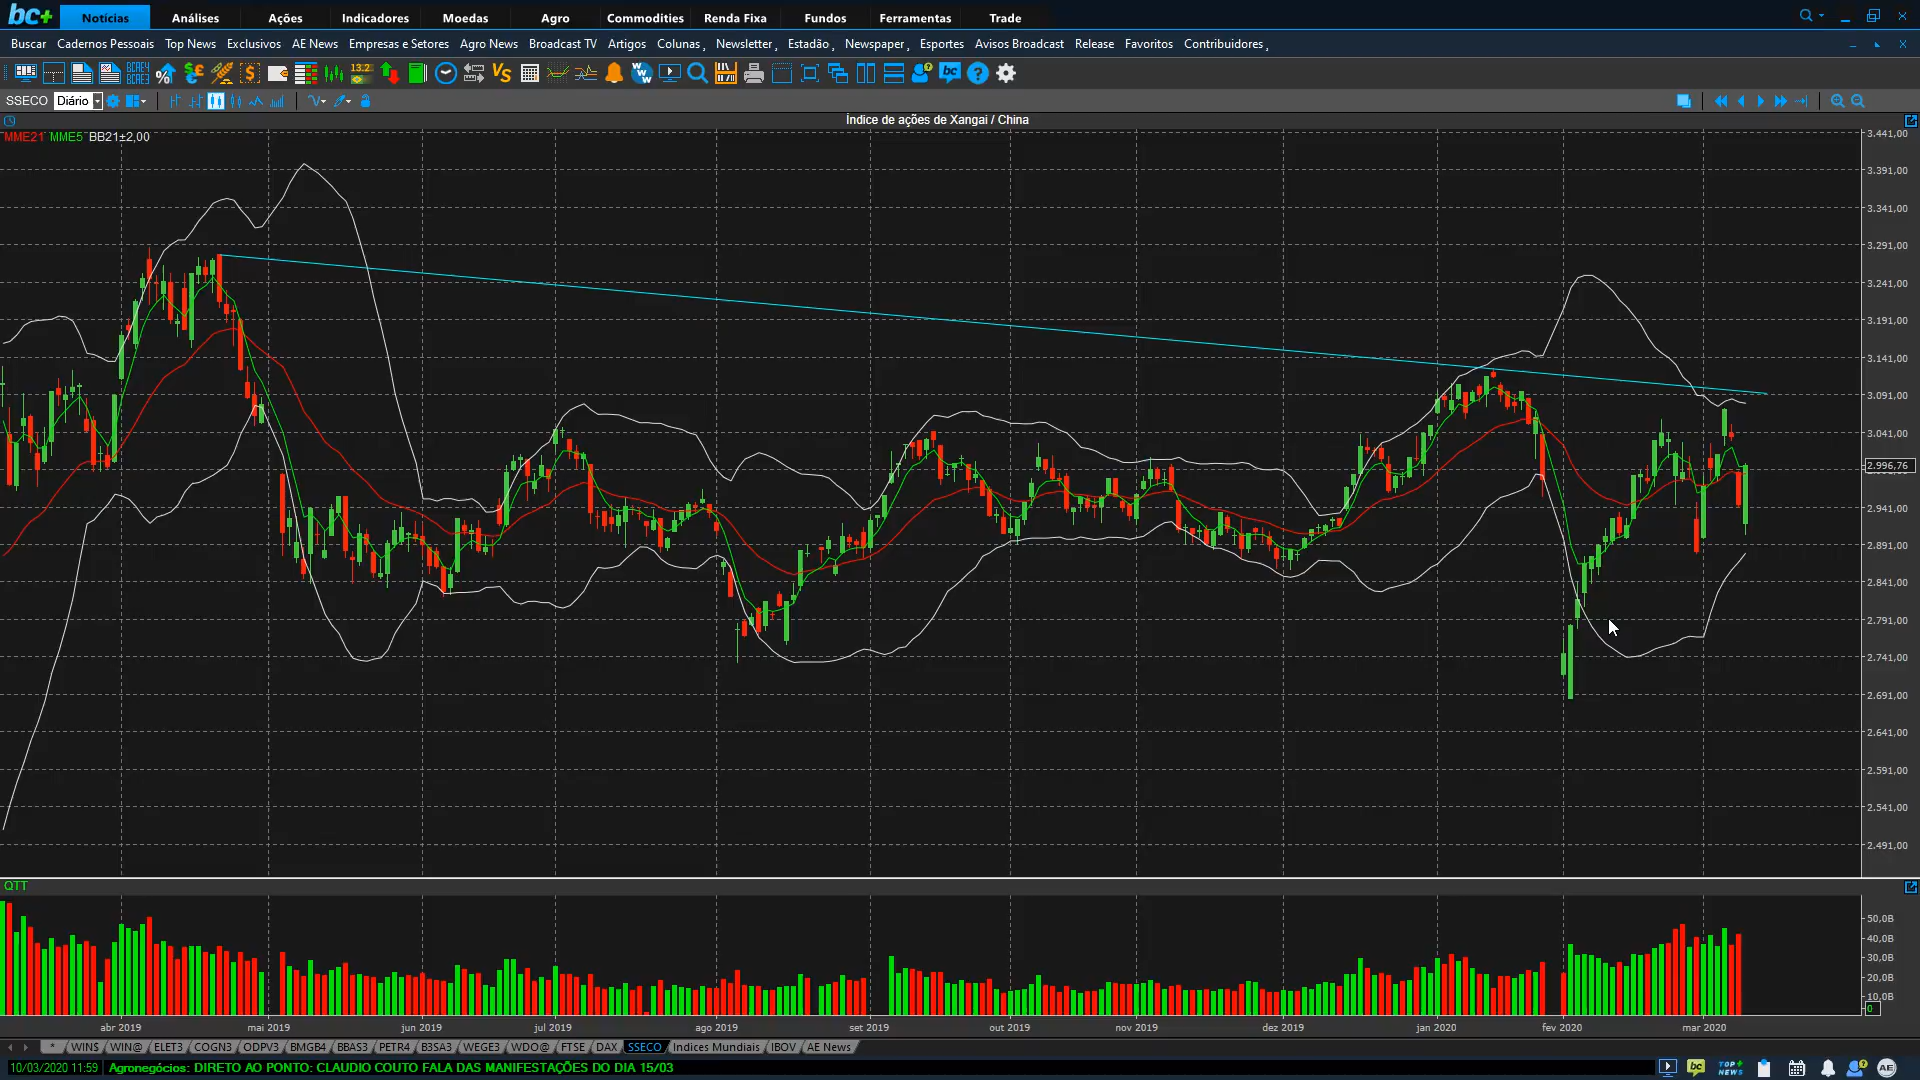 bc+ Notícias Análises Ações Indicadores Moedas Agro Commodities Renda Fixa Fundos Ferramentas Trade
Buscar Cadernos Pessoais Top News Exclusivos AE News Empresas e Setores Agro News Broadcast TV Artigos Colunas Newsletter Estadão Newspaper Esportes Avisos Broadcast Release Favoritos Contribuidores
SSECO Diário
Índice de ações de Xangai / China
MME21 MME5 BB21±2,00
3.441,00
3.391,00
3.341,00
3.291,00
3.241,00
3.191,00
3.141,00
3.091,00
3.041,00
2.996,76
2.941,00
2.891,00
2.841,00
2.791,00
2.741,00
2.691,00
2.641,00
2.591,00
2.541,00
2.491,00
QTT
50,0B
40,0B
30,0B
20,0B
10,0B
0
abr 2019 mai 2019 jun 2019 jul 2019 ago 2019 set 2019 out 2019 nov 2019 dez 2019 jan 2020 fev 2020 mar 2020
* WIN$ WIN@ ELET3 COGN3 ODPV3 BMGB4 BBAS3 PETR4 B3SA3 WEGE3 WDO@ FTSE DAX SSECO Indices Mundiais IBOV AE News
10/03/2020 11:59 Agronegócios: DIRETO AO PONTO: CLAUDIO COUTO FALA DAS MANIFESTAÇÕES DO DIA 15/03
bc TOP+ NEWS AE